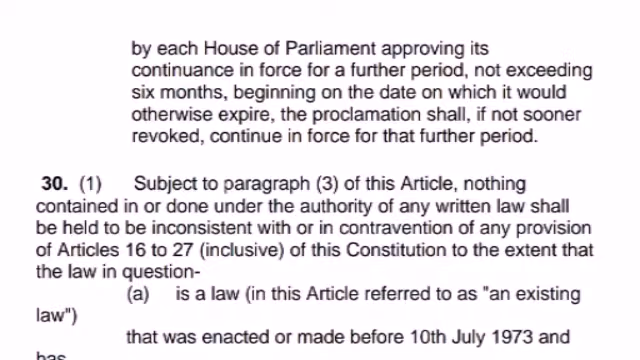 by each House of Parliament approving its
continuance in force for a further period, not exceeding
six months, beginning on the date on which it would
otherwise expire, the proclamation shall, if not sooner
revoked, continue in force for that further period.
30. (1) Subject to paragraph (3) of this Article, nothing
contained in or done under the authority of any written law shall
be held to be inconsistent with or in contravention of any provision
of Articles 16 to 27 (inclusive) of this Constitution to the extent that
the law in question-
(a) is a law (in this Article referred to as "an existing
law")
that was enacted or made before 10th July 1973 and
has